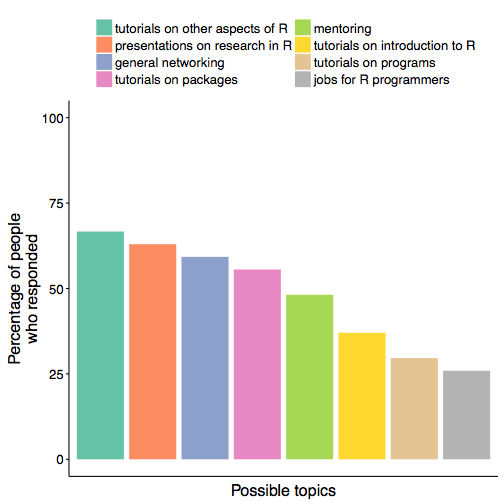 tutorials on other aspects of R
presentations on research in R
general networking
tutorials on packages
mentoring
tutorials on introduction to R
tutorials on programs
jobs for R programmers
Percentage of people
who responded
100
75
50
25
0
Possible topics